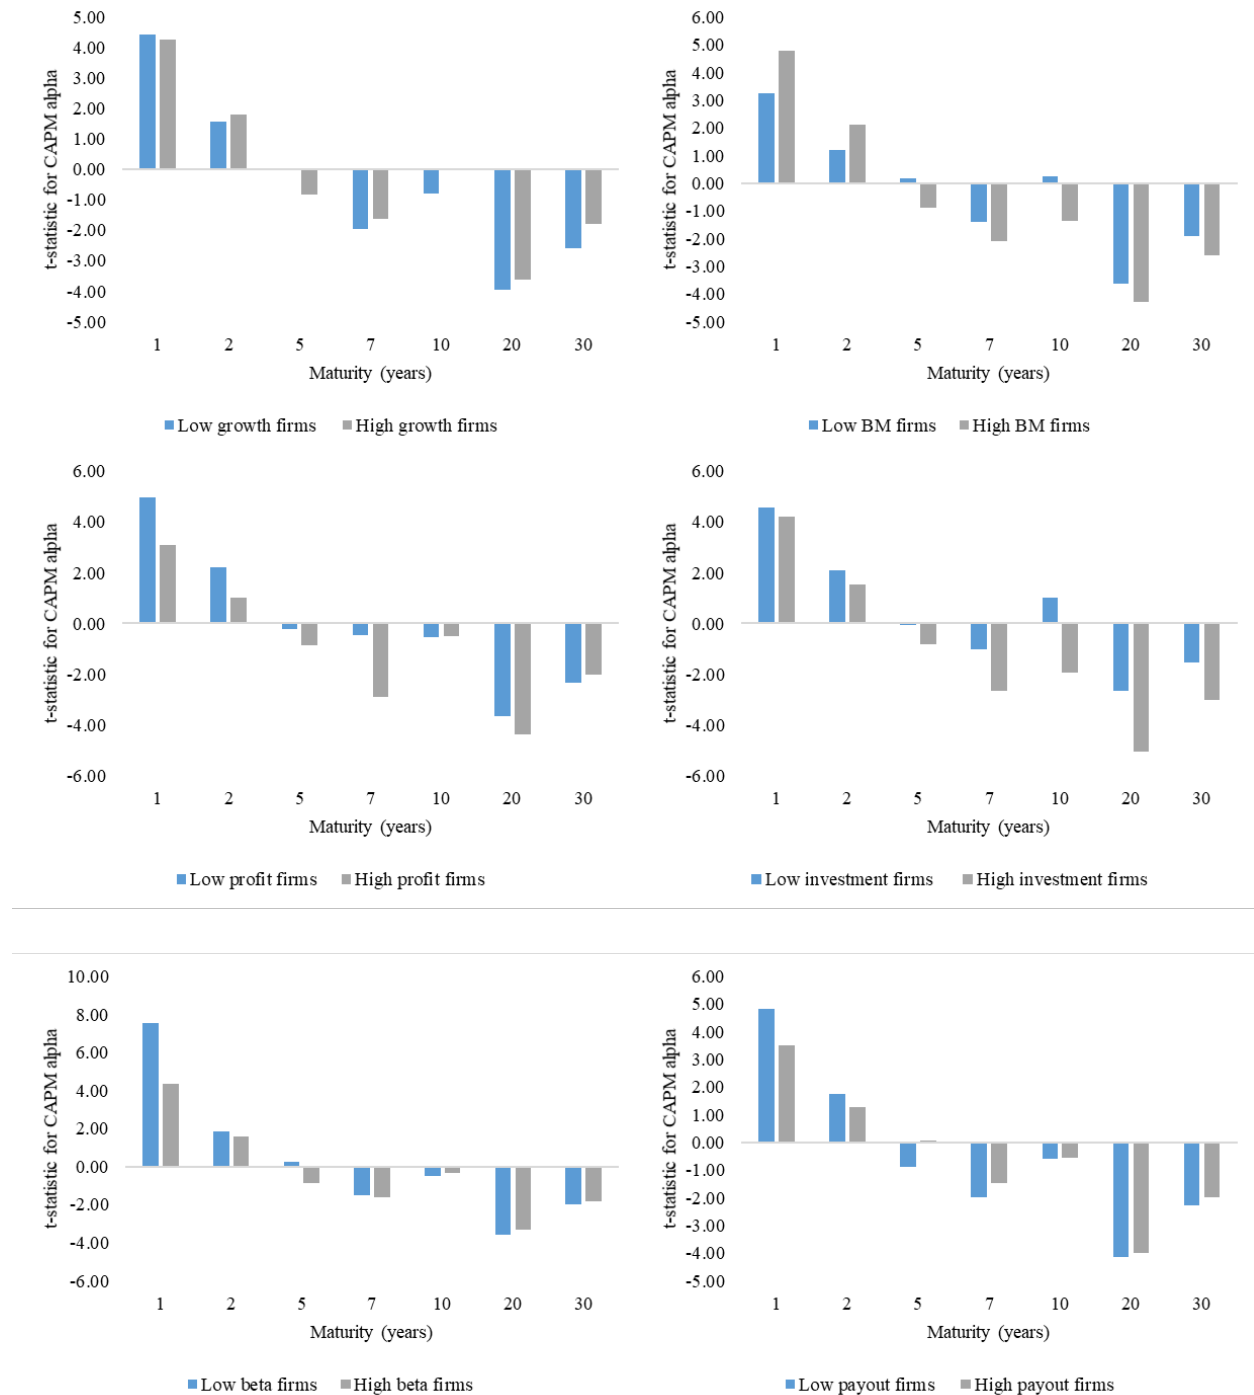 t-statistic for CAPM alpha
5.00
4.00
3.00
2.00
1.00
0.00
-1.00
-2.00
-3.00
-4.00
-5.00
1 2 5 7 10 20 30
Maturity (years)
Low growth firms High growth firms
t-statistic for CAPM alpha
6.00
5.00
4.00
3.00
2.00
1.00
0.00
-1.00
-2.00
-3.00
-4.00
-5.00
1 2 5 7 10 20 30
Maturity (years)
Low BM firms High BM firms
t-statistic for CAPM alpha
6.00
4.00
2.00
0.00
-2.00
-4.00
-6.00
1 2 5 7 10 20 30
Maturity (years)
Low profit firms High profit firms
t-statistic for CAPM alpha
6.00
4.00
2.00
0.00
-2.00
-4.00
-6.00
1 2 5 7 10 20 30
Maturity (years)
Low investment firms High investment firms
t-statistic for CAPM alpha
10.00
8.00
6.00
4.00
2.00
0.00
-2.00
-4.00
-6.00
1 2 5 7 10 20 30
Maturity (years)
Low beta firms High beta firms
t-statistic for CAPM alpha
6.00
5.00
4.00
3.00
2.00
1.00
0.00
-1.00
-2.00
-3.00
-4.00
-5.00
1 2 5 7 10 20 30
Maturity (years)
Low payout firms High payout firms